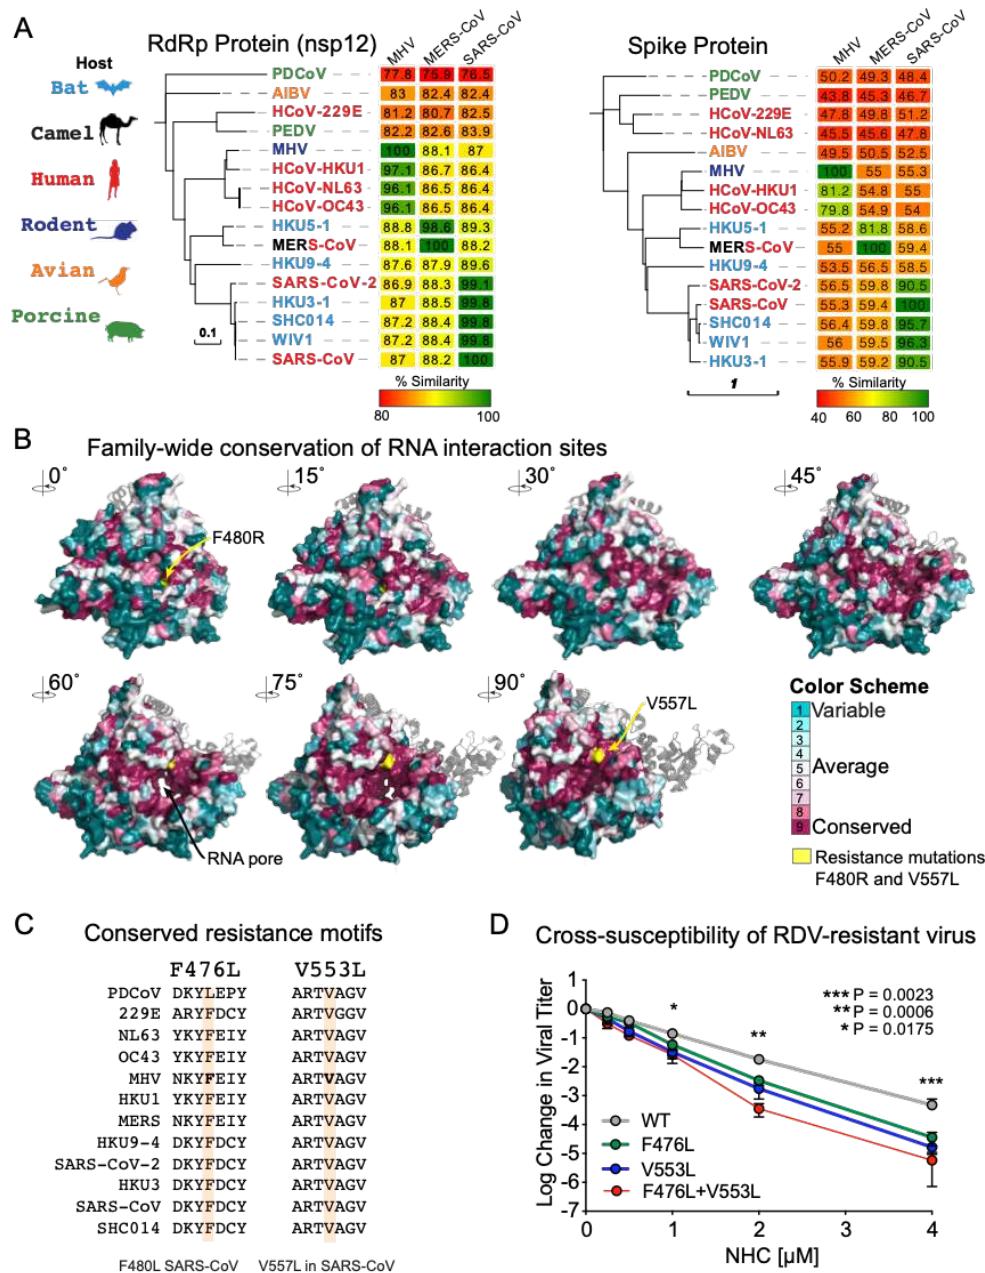 A
RdRp Protein (nsp12)
MHV
MERS-CoV
SARS-CoV
Spike Protein
MHV
MERS-CoV
SARS-CoV
Host
Bat
Camel
Human
Rodent
Avian
Porcine
PDCoV 77.8 75.9 76.5
AIBV 83 82.4 82.4
HCoV-229E 81.2 80.7 82.5
PEDV 82.2 82.6 83.9
MHV 100 88.1 87
HCoV-HKU1 97.1 86.7 86.4
HCoV-NL63 96.1 86.5 86.4
HCoV-OC43 96.1 86.5 86.4
HKU5-1 88.8 98.6 89.3
MERS-CoV 88.1 100 88.2
HKU9-4 87.6 87.9 89.6
SARS-CoV-2 86.9 88.3 99.1
HKU3-1 87 88.5 99.8
SHC014 87.2 88.4 99.8
WIV1 87.2 88.4 99.8
SARS-CoV 87 88.2 100
0.1
% Similarity
80 100
PDCoV 50.2 49.3 48.4
PEDV 43.8 45.3 46.7
HCoV-229E 47.8 49.8 51.2
HCoV-NL63 45.5 45.6 47.8
AIBV 49.5 50.5 52.5
MHV 100 55 55.3
HCoV-HKU1 81.2 54.8 55
HCoV-OC43 79.8 54.9 54
HKU5-1 55.2 81.8 58.6
MERS-CoV 55 100 59.4
HKU9-4 53.5 56.5 58.5
SARS-CoV-2 56.5 59.8 90.5
SARS-CoV 55.3 59.4 100
SHC014 56.4 59.8 95.7
WIV1 56 59.5 96.3
HKU3-1 55.9 59.2 90.5
1
% Similarity
40 60 80 100
B
Family-wide conservation of RNA interaction sites
0°
15°
30°
45°
F480R
60°
75°
90°
V557L
RNA pore
Color Scheme
1 Variable
2
3
4
5 Average
6
7
8
9 Conserved
Resistance mutations
F480R and V557L
C
Conserved resistance motifs
F476L V553L
PDCoV DKYLEPY ARTVAGV
229E ARYFDCY ARTVGGV
NL63 YKYFEIY ARTVAGV
OC43 YKYFEIY ARTVAGV
MHV NKYFEIY ARTVAGV
HKU1 YKYFEIY ARTVAGV
MERS NKYFEIY ARTVAGV
HKU9-4 DKYFDCY ARTVAGV
SARS-CoV-2 DKYFDCY ARTVAGV
HKU3 DKYFDCY ARTVAGV
SARS-CoV DKYFDCY ARTVAGV
SHC014 DKYFDCY ARTVAGV
F480L SARS-CoV V557L in SARS-CoV
D
Cross-susceptibility of RDV-resistant virus
Log Change in Viral Titer
1
0
-1
-2
-3
-4
-5
-6
-7
*** P = 0.0023
** P = 0.0006
* P = 0.0175
*
**
***
WT
F476L
V553L
F476L+V553L
0 1 2 3 4
NHC [µM]